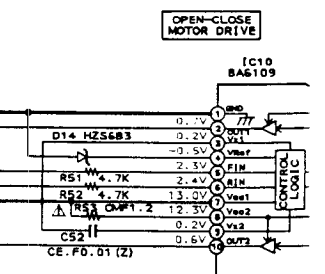 OPEN-CLOSE
MOTOR DRIVE
IC10
BA6109
1 GND
0.7V 2 OUT1
D14 HZS6B3 0.2V 3 Vz1
-0.5V 4 VRef
2.3V 5 FIN
R51 4.7K 2.4V 6 RIN
R52 4.7K 13.0V 7 Vcc1
R53 CMF1.2 12.3V 8 Vcc2
C52 0.2V 9 Vz2
0.6V 10 OUT2
CE.F0.01(Z)
CONTROL
LOGIC